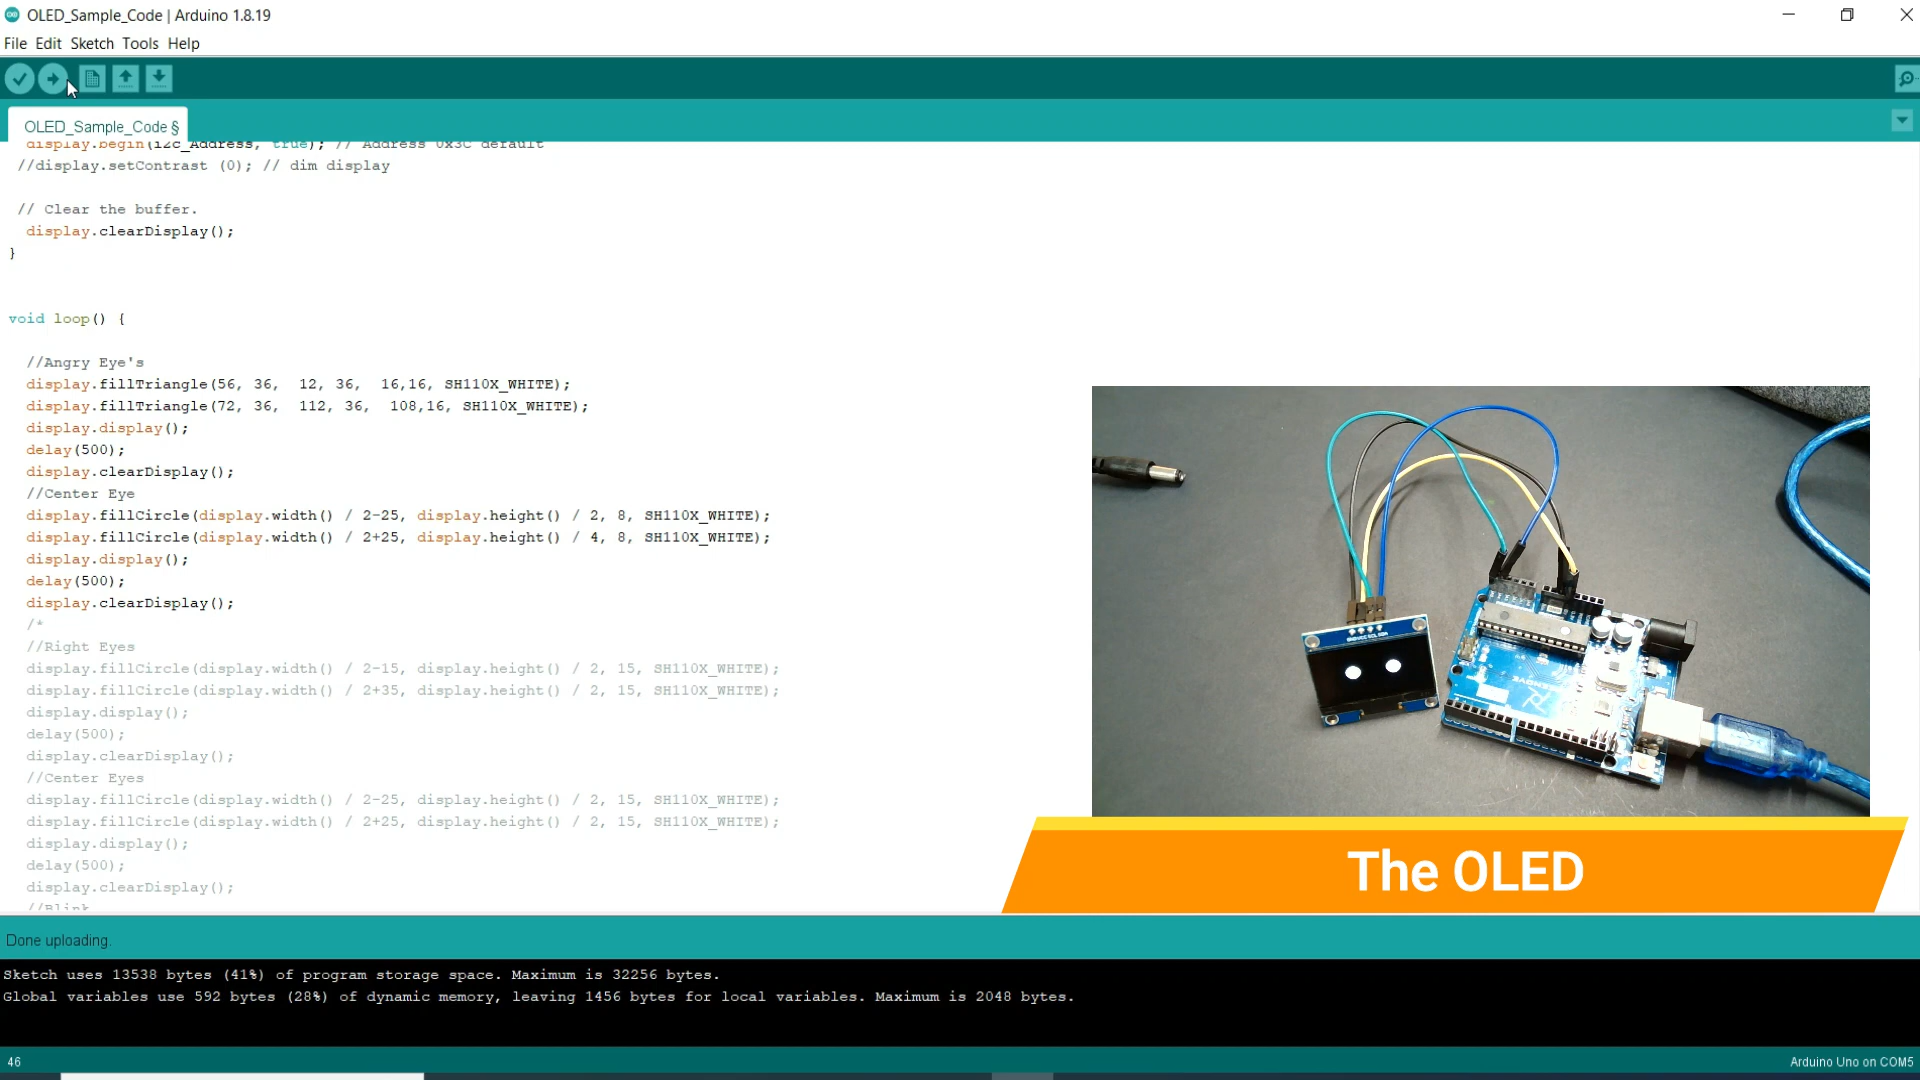 OLED_Sample_Code | Arduino 1.8.19
File Edit Sketch Tools Help
OLED_Sample_Code §
display.begin(i2c_Address, true); // Address 0x3C default
//display.setContrast (0); // dim display
// Clear the buffer.
display.clearDisplay();
}
void loop() {
//Angry Eye's
display.fillTriangle(56, 36, 12, 36, 16,16, SH110X_WHITE);
display.fillTriangle(72, 36, 112, 36, 108,16, SH110X_WHITE);
display.display();
delay(500);
display.clearDisplay();
//Center Eye
display.fillCircle(display.width() / 2-25, display.height() / 2, 8, SH110X_WHITE);
display.fillCircle(display.width() / 2+25, display.height() / 4, 8, SH110X_WHITE);
display.display();
delay(500);
display.clearDisplay();
/*
//Right Eyes
display.fillCircle(display.width() / 2-15, display.height() / 2, 15, SH110X_WHITE);
display.fillCircle(display.width() / 2+35, display.height() / 2, 15, SH110X_WHITE);
display.display();
delay(500);
display.clearDisplay();
//Center Eyes
display.fillCircle(display.width() / 2-25, display.height() / 2, 15, SH110X_WHITE);
display.fillCircle(display.width() / 2+25, display.height() / 2, 15, SH110X_WHITE);
display.display();
delay(500);
display.clearDisplay();
//Blink
The OLED
Done uploading.
Sketch uses 13538 bytes (41%) of program storage space. Maximum is 32256 bytes.
Global variables use 592 bytes (28%) of dynamic memory, leaving 1456 bytes for local variables. Maximum is 2048 bytes.
46
Arduino Uno on COM5